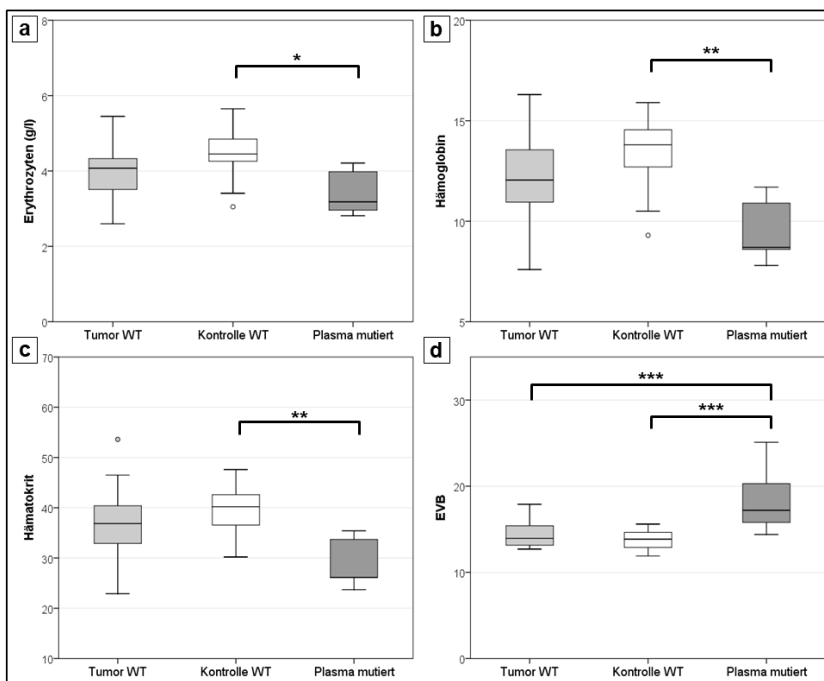 a
8
6
4
2
0
Erythrozyten (g/l)
*
Tumor WT Kontrolle WT Plasma mutiert
b
20
15
10
5
Hämoglobin
**
Tumor WT Kontrolle WT Plasma mutiert
c
70
60
50
40
30
20
10
Hämatokrit
**
Tumor WT Kontrolle WT Plasma mutiert
d
30
20
10
0
EVB
***
***
Tumor WT Kontrolle WT Plasma mutiert